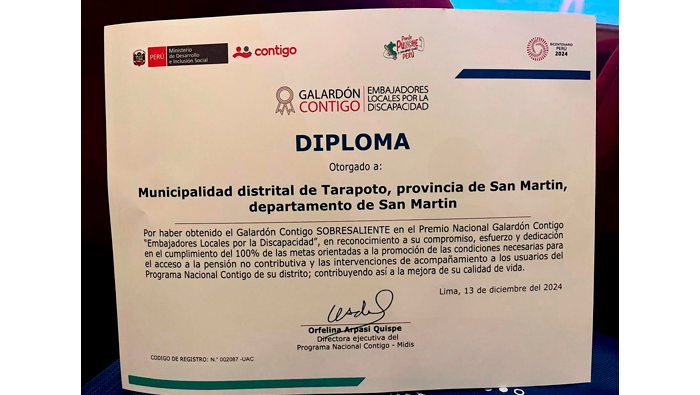 PERÚ
Ministerio
de Desarrollo
e Inclusión Social
contigo
Ponle
PUNCHE
PERÚ
BICENTENARIO
PERÚ
2024
GALARDÓN
CONTIGO
EMBAJADORES
LOCALES POR LA
DISCAPACIDAD
DIPLOMA
Otorgado a:
Municipalidad distrital de Tarapoto, provincia de San Martin,
departamento de San Martin
Por haber obtenido el Galardón Contigo SOBRESALIENTE en el Premio Nacional Galardón Contigo
"Embajadores Locales por la Discapacidad", en reconocimiento a su compromiso, esfuerzo y dedicación
en el cumplimiento del 100% de las metas orientadas a la promoción de las condiciones necesarias para
el acceso a la pensión no contributiva y las intervenciones de acompañamiento a los usuarios del
Programa Nacional Contigo de su distrito; contribuyendo así a la mejora de su calidad de vida.
Lima, 13 de diciembre del 2024
Orfelina Arpasi Quispe
Directora ejecutiva del
Programa Nacional Contigo - Midis
CODIGO DE REGISTRO: N.° 002087 -UAC